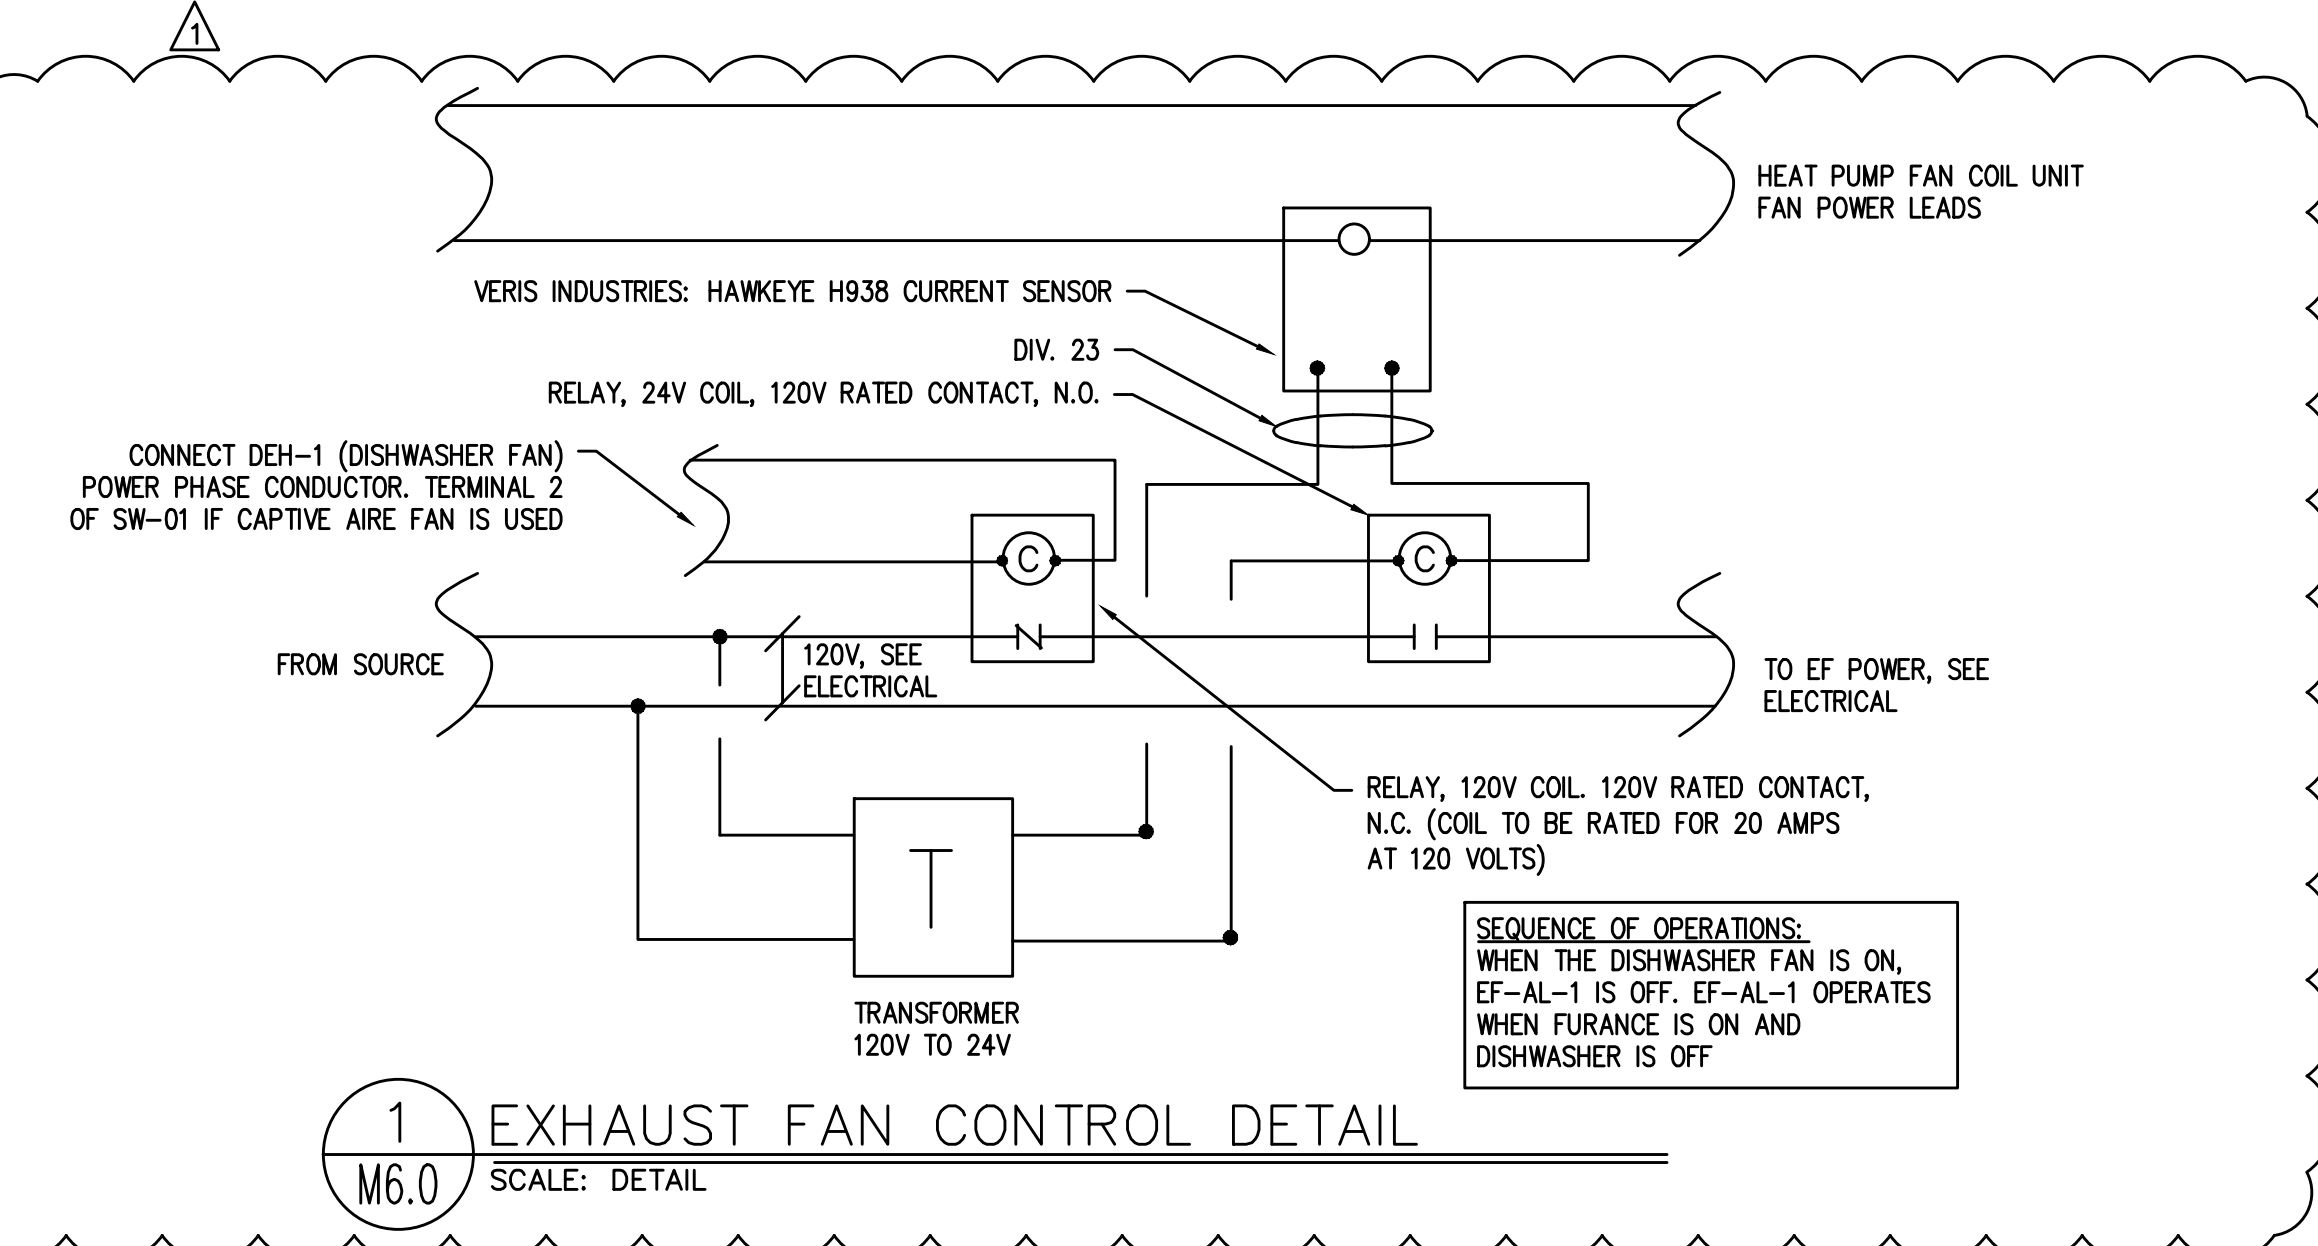 1
HEAT PUMP FAN COIL UNIT
FAN POWER LEADS
VERIS INDUSTRIES: HAWKEYE H938 CURRENT SENSOR
DIV. 23
RELAY, 24V COIL, 120V RATED CONTACT, N.O.
CONNECT DEH-1 (DISHWASHER FAN)
POWER PHASE CONDUCTOR. TERMINAL 2
OF SW-01 IF CAPTIVE AIRE FAN IS USED
C
C
FROM SOURCE
120V, SEE
ELECTRICAL
TO EF POWER, SEE
ELECTRICAL
RELAY, 120V COIL. 120V RATED CONTACT,
N.C. (COIL TO BE RATED FOR 20 AMPS
AT 120 VOLTS)
T
TRANSFORMER
120V TO 24V
SEQUENCE OF OPERATIONS:
WHEN THE DISHWASHER FAN IS ON,
EF-AL-1 IS OFF. EF-AL-1 OPERATES
WHEN FURANCE IS ON AND
DISHWASHER IS OFF
1
M6.0
EXHAUST FAN CONTROL DETAIL
SCALE: DETAIL